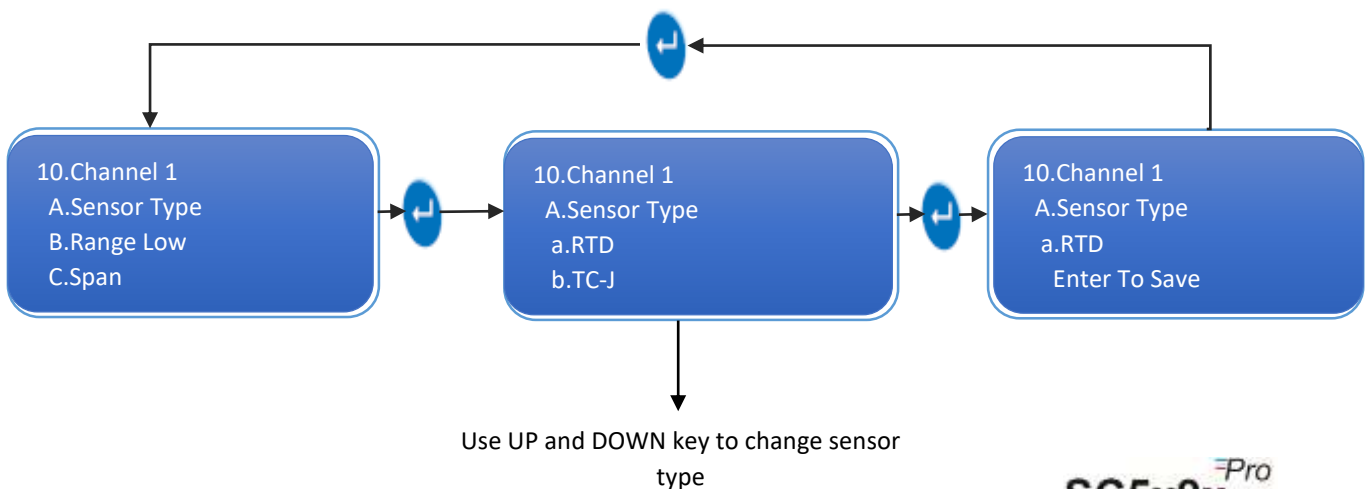 10.Channel 1
A.Sensor Type
B.Range Low
C.Span
10.Channel 1
A.Sensor Type
a.RTD
b.TC-J
10.Channel 1
A.Sensor Type
a.RTD
Enter To Save
Use UP and DOWN key to change sensor
type
Pro